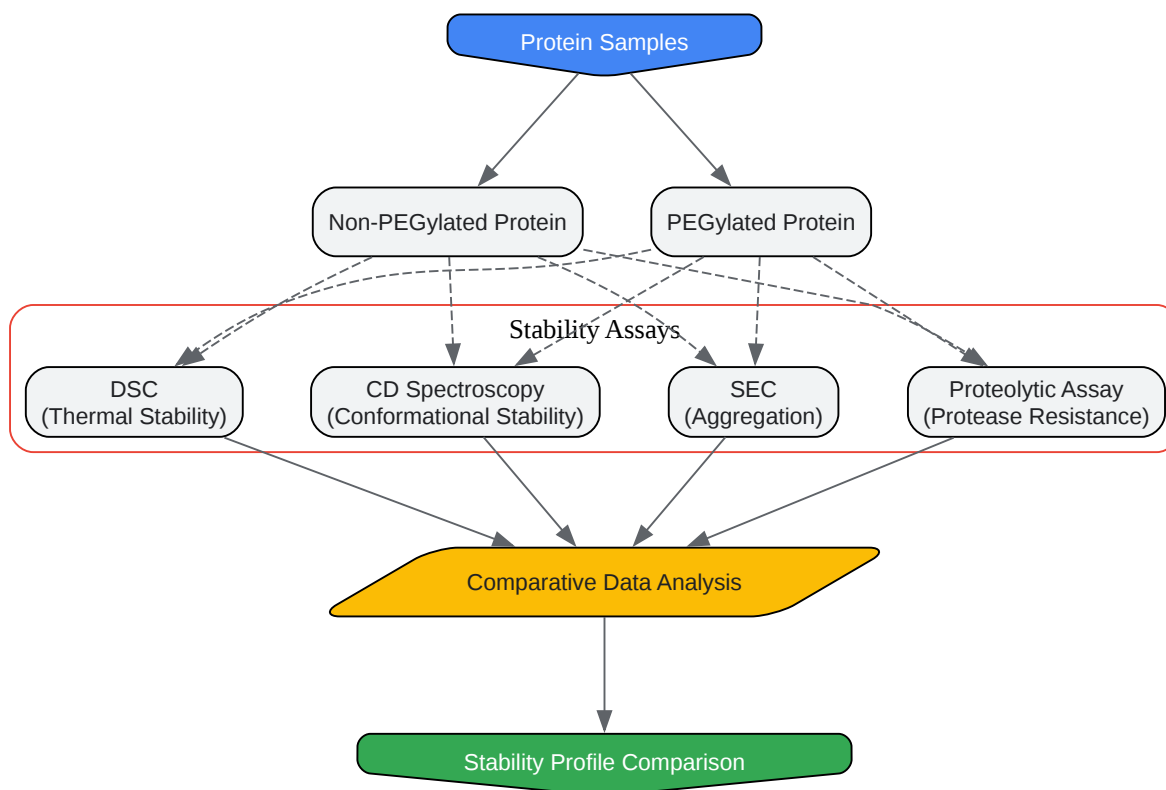 Protein Samples
Non-PEGylated Protein
PEGylated Protein
Stability Assays
DSC
(Thermal Stability)
CD Spectroscopy
(Conformational Stability)
SEC
(Aggregation)
Proteolytic Assay
(Protease Resistance)
Comparative Data Analysis
Stability Profile Comparison